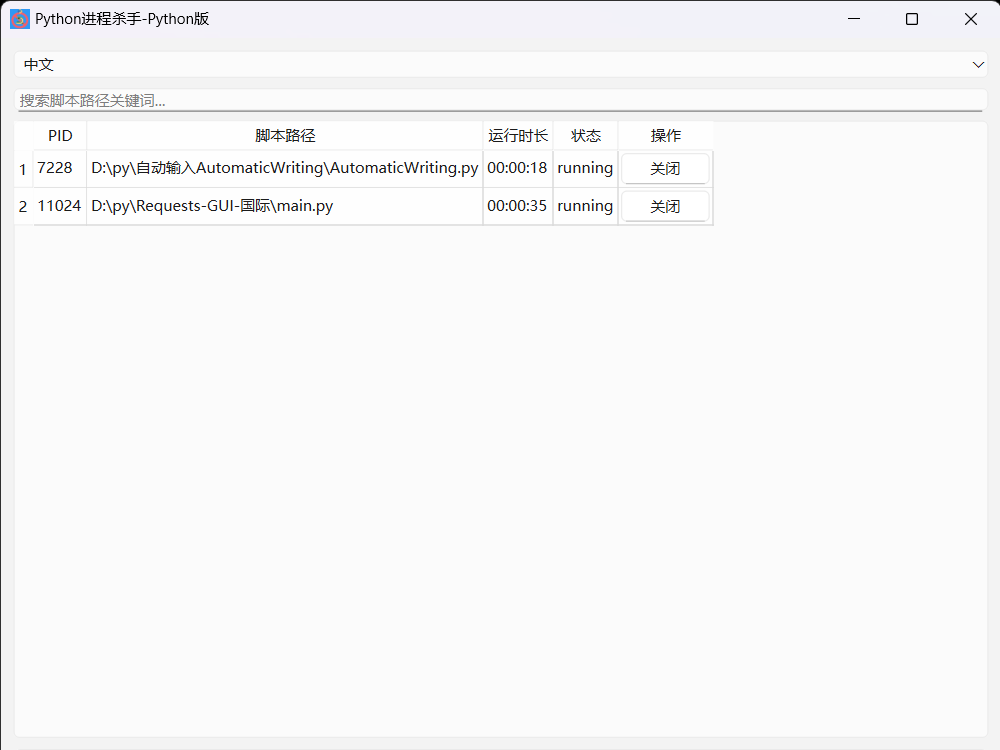 Python进程杀手-Python版
中文
搜索脚本路径关键词...
PID 脚本路径 运行时长 状态 操作
1 7228 D:\py\自动输入AutomaticWriting\AutomaticWriting.py 00:00:18 running 关闭
2 11024 D:\py\Requests-GUI-国际\main.py 00:00:35 running 关闭